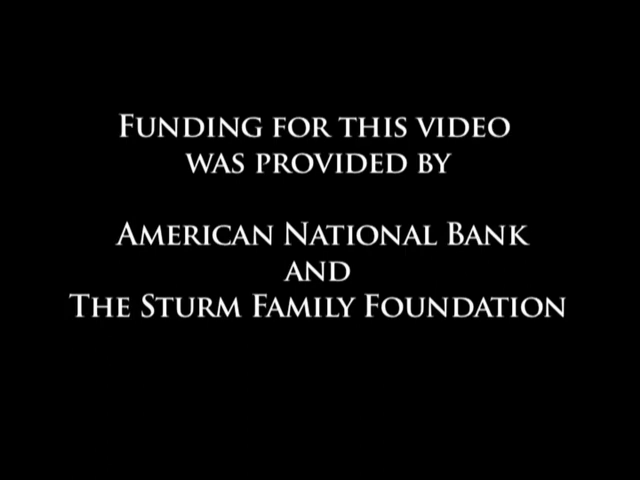 Funding for this video
was provided by
American National Bank
and
The Sturm Family Foundation